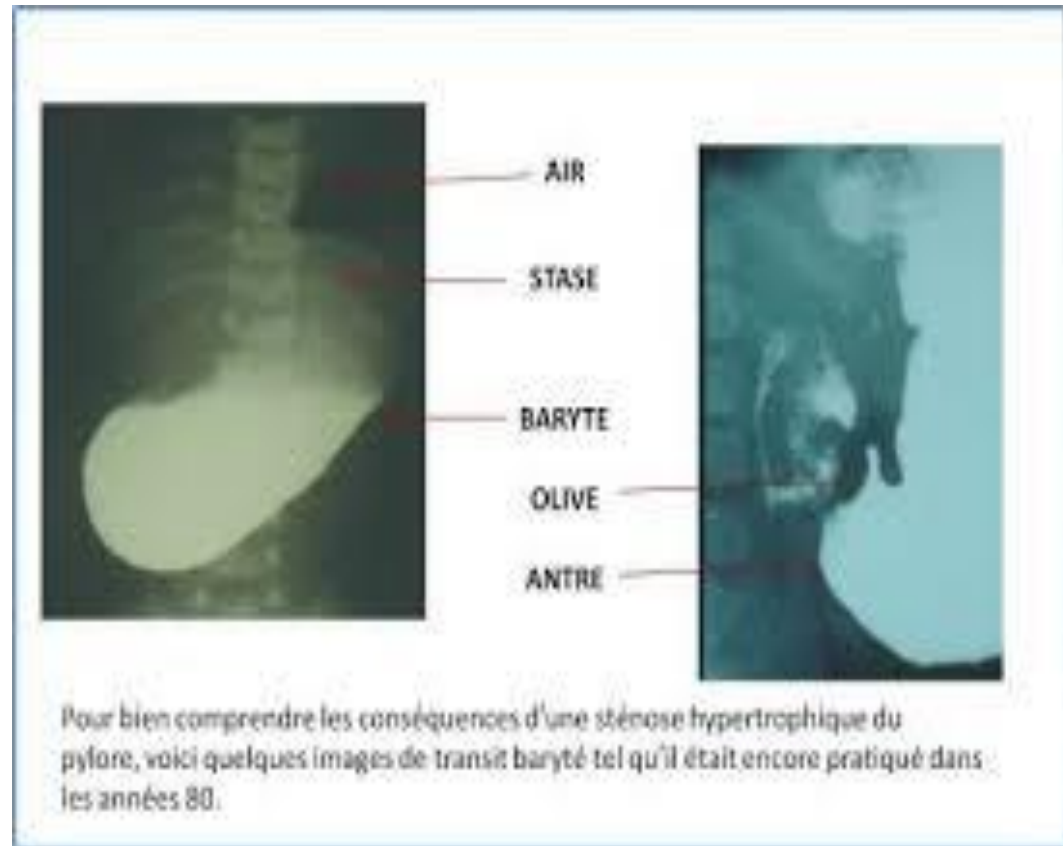 AIR
STASE
BARYTE
OLIVE
ANTRE
Pour bien comprendre les conséquences d'une sténose hypertrophique du
pylore, voici quelques images de transit baryté tel qu'il était encore pratiqué dans
les années 80.